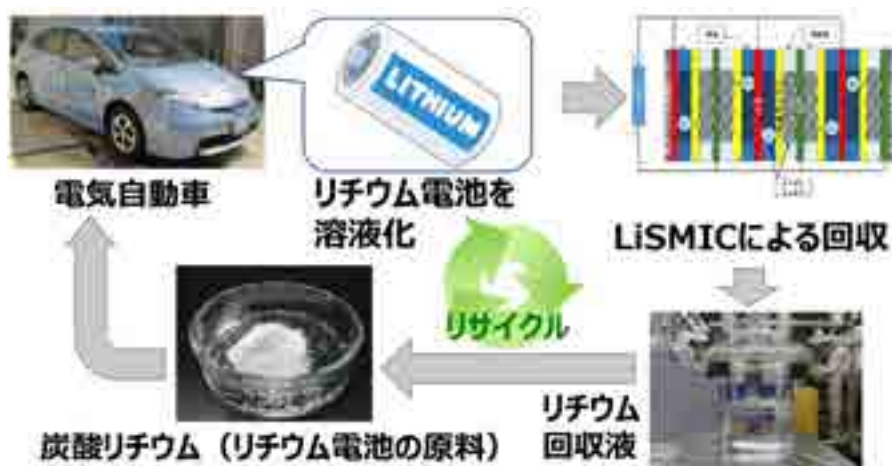 LITHIUM
電気自動車
リチウム電池を
溶液化
LiSMICによる回収
リサイクル
リチウム
回収液
炭酸リチウム(リチウム電池の原料)